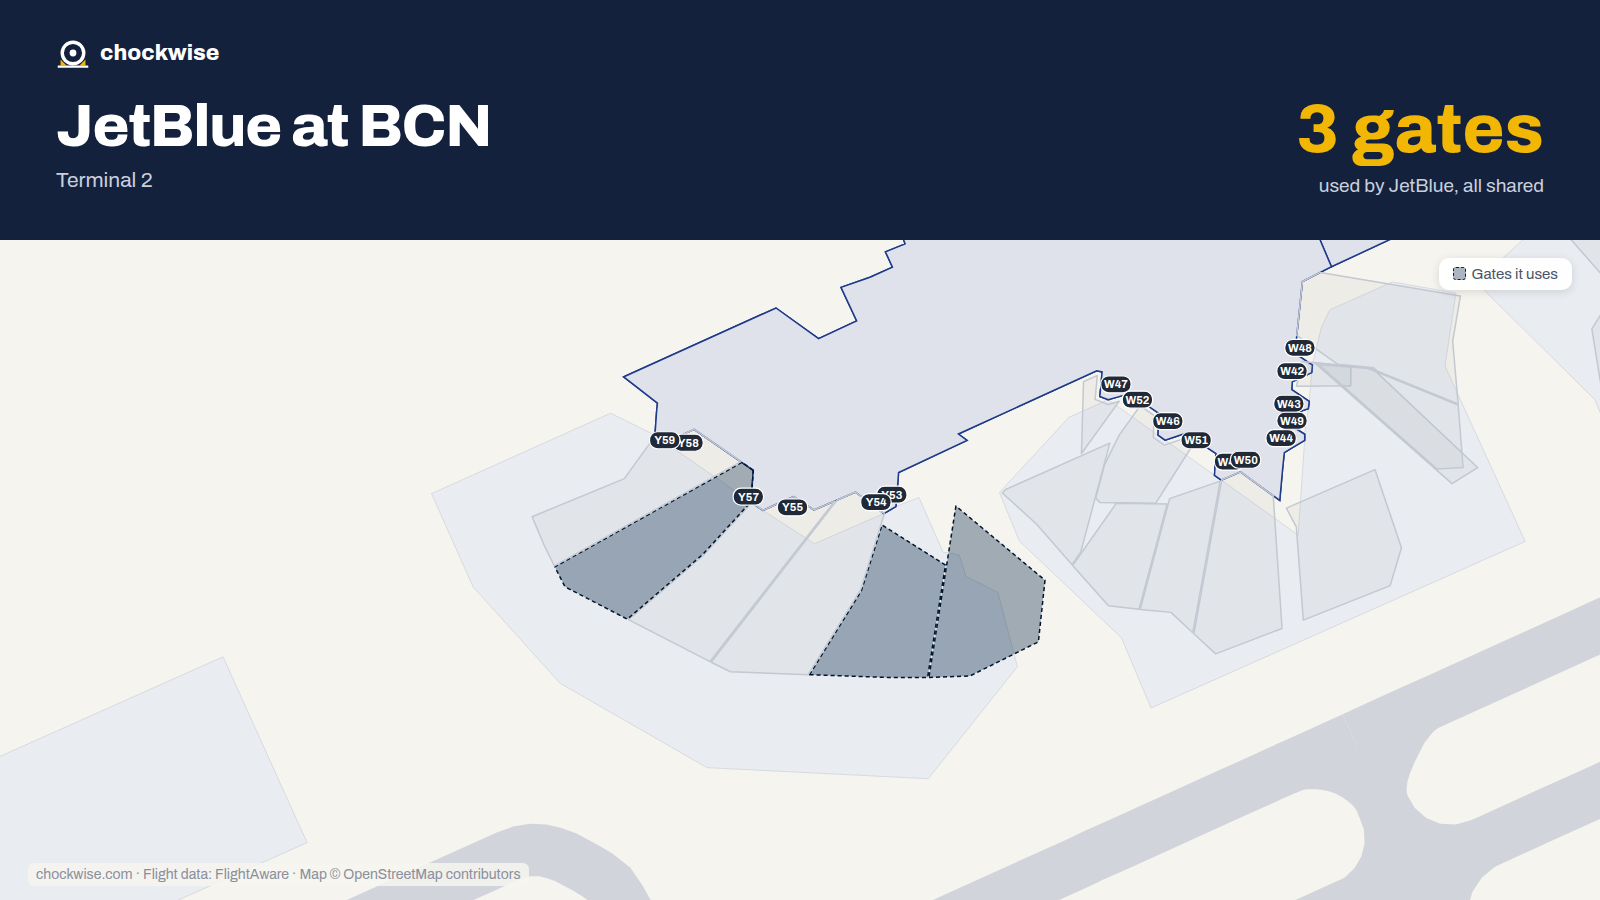 chockwise
JetBlue at BCN
Terminal 2
3 gates
used by JetBlue, all shared
Gates it uses
W48
W42
W47
W52
W43
W46
W49
W44
W51
Y59
Y58
W50
Y57
Y53
Y54
Y55
chockwise.com · Flight data: FlightAware · Map © OpenStreetMap contributors